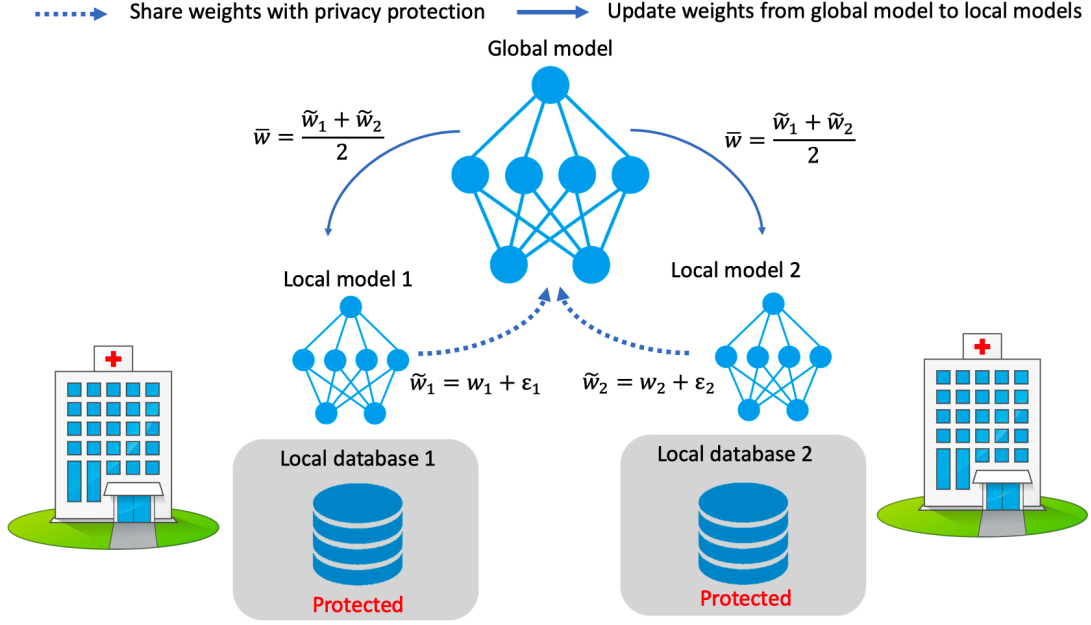 Share weights with privacy protection
Update weights from global model to local models
Global model
w̄ = (w̃₁ + w̃₂) / 2
w̄ = (w̃₁ + w̃₂) / 2
Local model 1
Local model 2
w̃₁ = w₁ + ε₁
w̃₂ = w₂ + ε₂
Local database 1
Local database 2
Protected
Protected